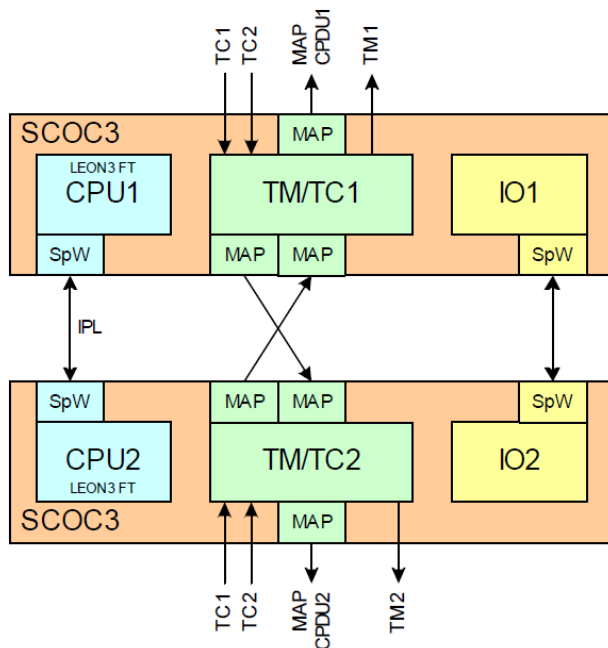 TC1
TC2
MAP
CPDU1
TM1
SCOC3
MAP
LEON3 FT
CPU1
TM/TC1
IO1
SpW
MAP
MAP
SpW
IPL
SpW
MAP
MAP
SpW
CPU2
LEON3 FT
TM/TC2
IO2
SCOC3
MAP
TC1
TC2
MAP
CPDU2
TM2